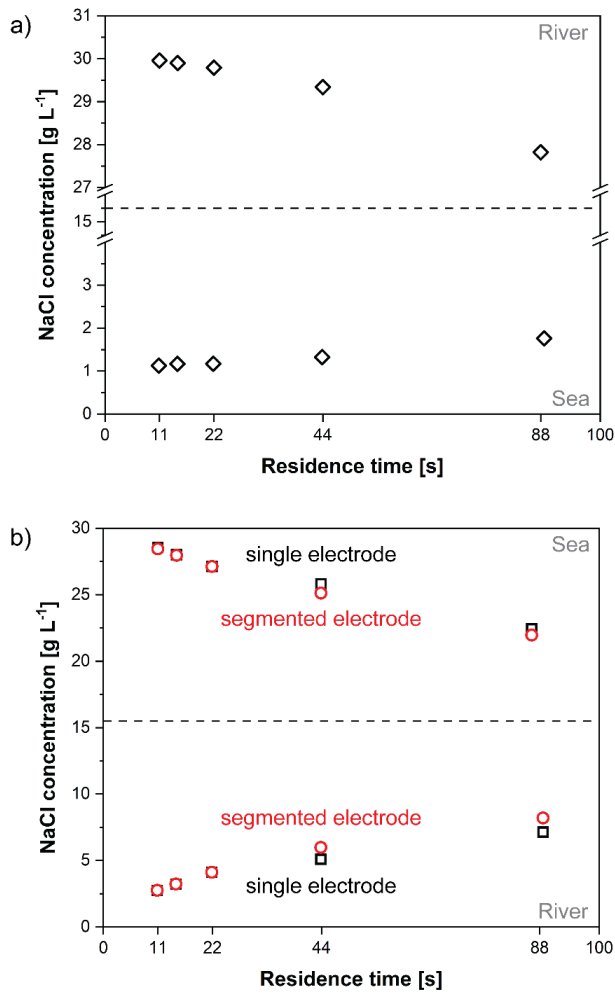 a)
River
NaCl concentration [g L⁻¹]
31
30
29
28
27
15
3
2
1
0
Sea
0 11 22 44 88 100
Residence time [s]
b)
Sea
NaCl concentration [g L⁻¹]
30
25
20
15
10
5
0
single electrode
segmented electrode
segmented electrode
single electrode
River
0 11 22 44 88 100
Residence time [s]